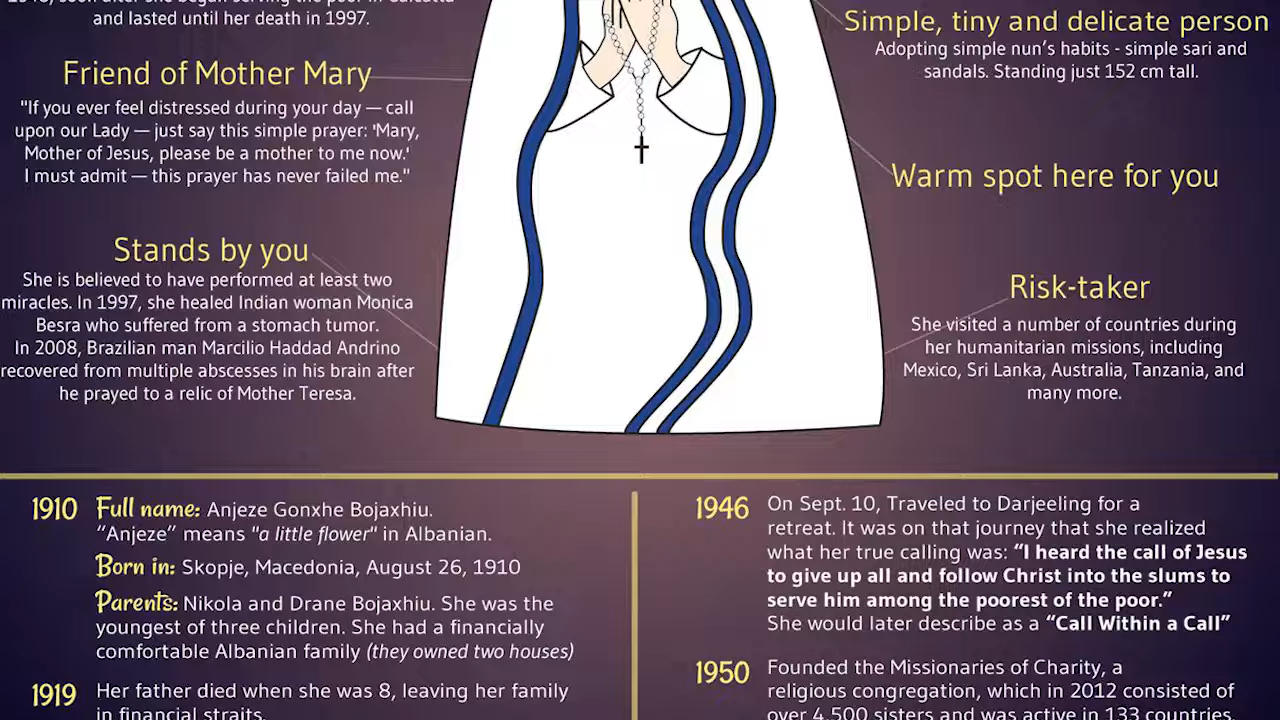 and lasted until her death in 1997.
Friend of Mother Mary
"If you ever feel distressed during your day — call
upon our Lady — just say this simple prayer: 'Mary,
Mother of Jesus, please be a mother to me now.'
I must admit — this prayer has never failed me."
Stands by you
She is believed to have performed at least two
miracles. In 1997, she healed Indian woman Monica
Besra who suffered from a stomach tumor.
In 2008, Brazilian man Marcilio Haddad Andrino
recovered from multiple abscesses in his brain after
he prayed to a relic of Mother Teresa.
Simple, tiny and delicate person
Adopting simple nun's habits - simple sari and
sandals. Standing just 152 cm tall.
Warm spot here for you
Risk-taker
She visited a number of countries during
her humanitarian missions, including
Mexico, Sri Lanka, Australia, Tanzania, and
many more.
1910 Full name: Anjeze Gonxhe Bojaxhiu.
“Anjeze” means "a little flower" in Albanian.
Born in: Skopje, Macedonia, August 26, 1910
Parents: Nikola and Drane Bojaxhiu. She was the
youngest of three children. She had a financially
comfortable Albanian family (they owned two houses)
1919 Her father died when she was 8, leaving her family
in financial straits.
1946 On Sept. 10, Traveled to Darjeeling for a
retreat. It was on that journey that she realized
what her true calling was: “I heard the call of Jesus
to give up all and follow Christ into the slums to
serve him among the poorest of the poor.”
She would later describe as a “Call Within a Call”
1950 Founded the Missionaries of Charity, a
religious congregation, which in 2012 consisted of
over 4,500 sisters and was active in 133 countries.